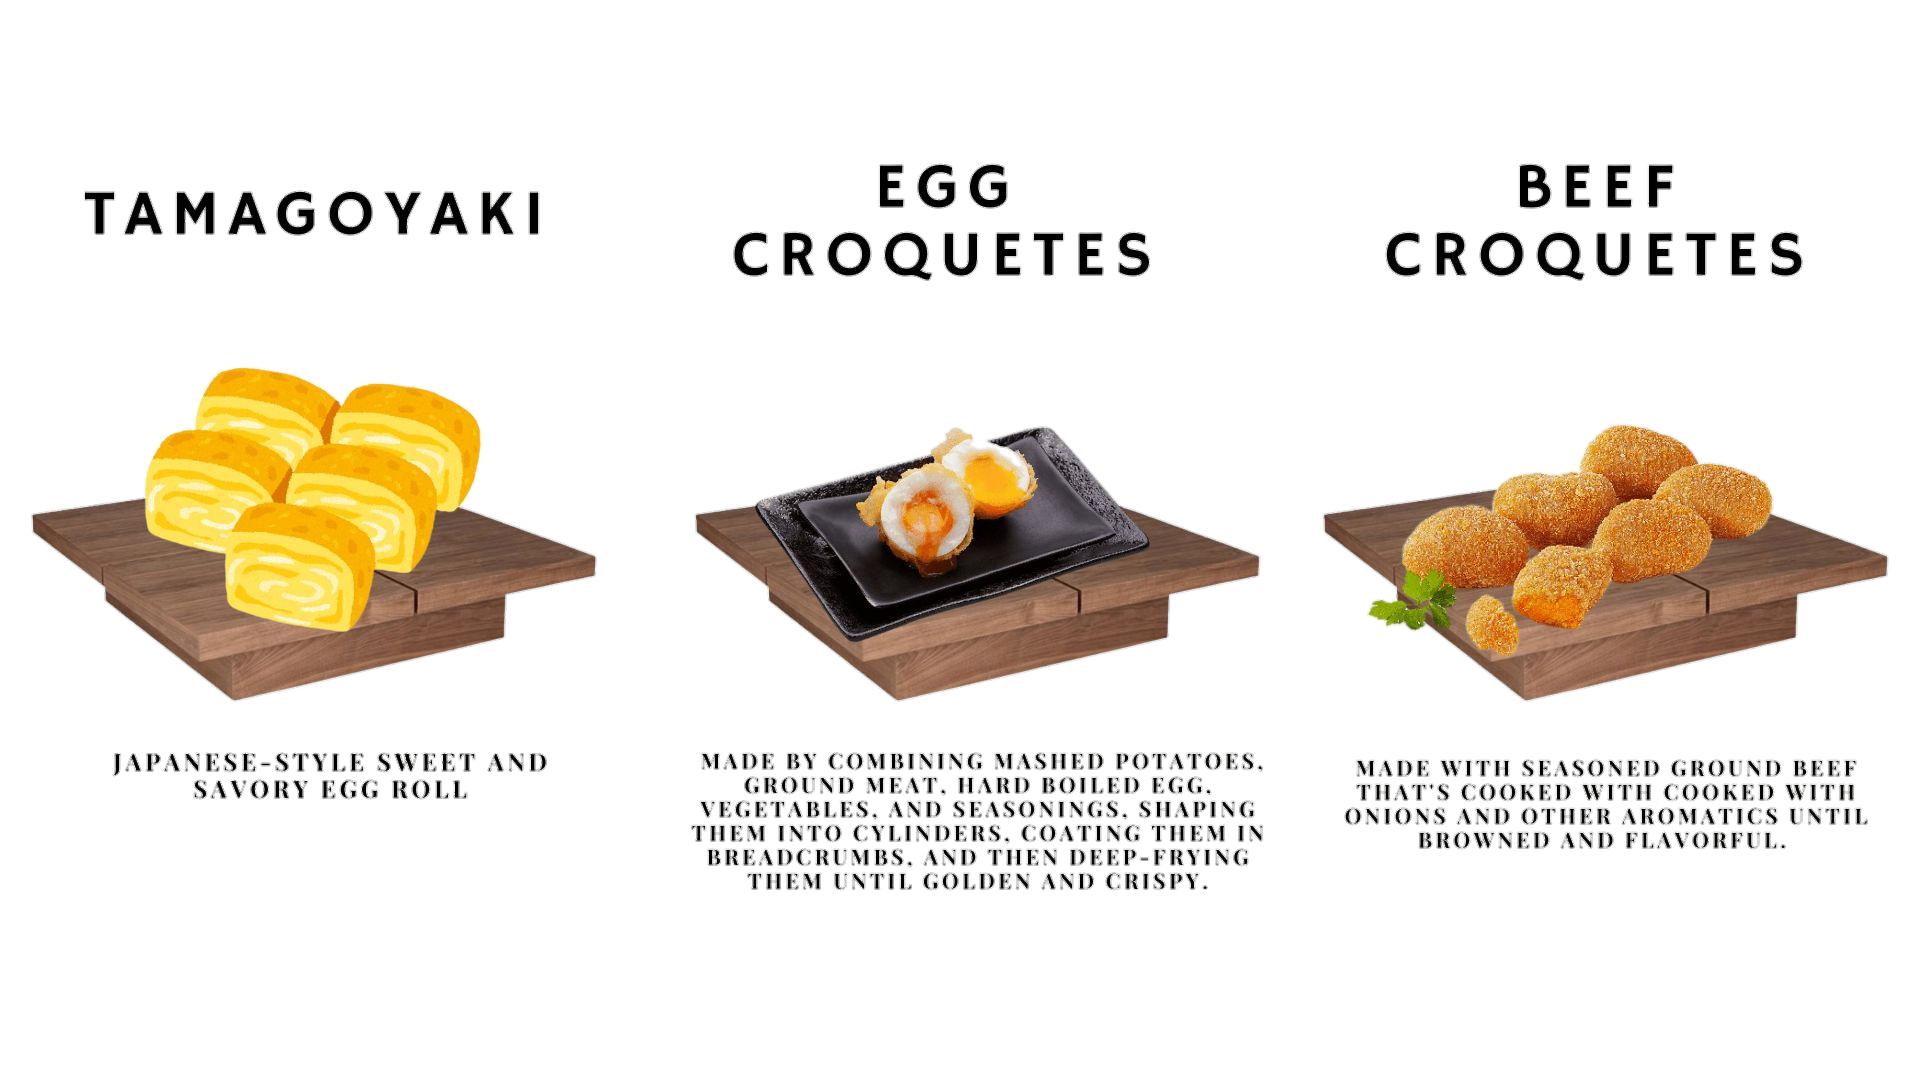 TAMAGOYAKI
JAPANESE-STYLE SWEET AND
SAVORY EGG ROLL
EGG
CROQUETES
MADE BY COMBINING MASHED POTATOES,
GROUND MEAT, HARD BOILED EGG,
VEGETABLES, AND SEASONINGS, SHAPING
THEM INTO CYLINDERS, COATING THEM IN
BREADCRUMBS, AND THEN DEEP-FRYING
THEM UNTIL GOLDEN AND CRISPY.
BEEF
CROQUETES
MADE WITH SEASONED GROUND BEEF
THAT'S COOKED WITH COOKED WITH
ONIONS AND OTHER AROMATICS UNTIL
BROWNED AND FLAVORFUL.